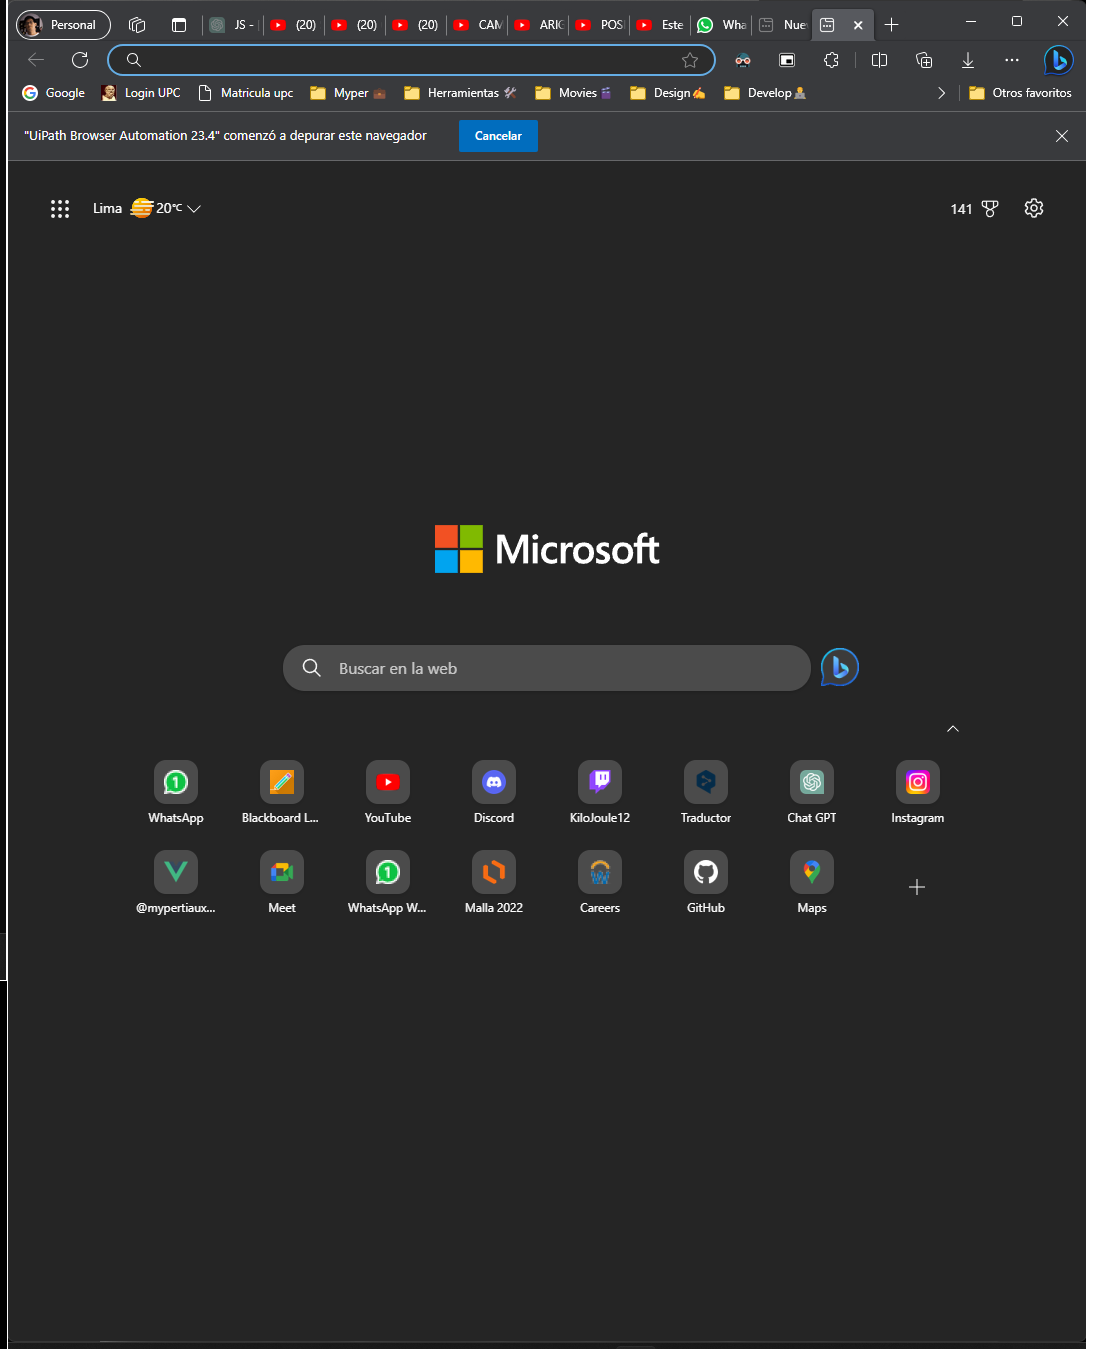 Personal JS - (20) (20) (20) CAM ARIC POS Este Wha Nue
Google Login UPC Matricula upc Myper Herramientas Movies Design Develop Otros favoritos
"UiPath Browser Automation 23.4" comenzó a depurar este navegador Cancelar
Lima 20°C 141
Microsoft
Buscar en la web
WhatsApp Blackboard L... YouTube Discord KiloJoule12 Traductor Chat GPT Instagram
@mypertiaux... Meet WhatsApp W... Malla 2022 Careers GitHub Maps